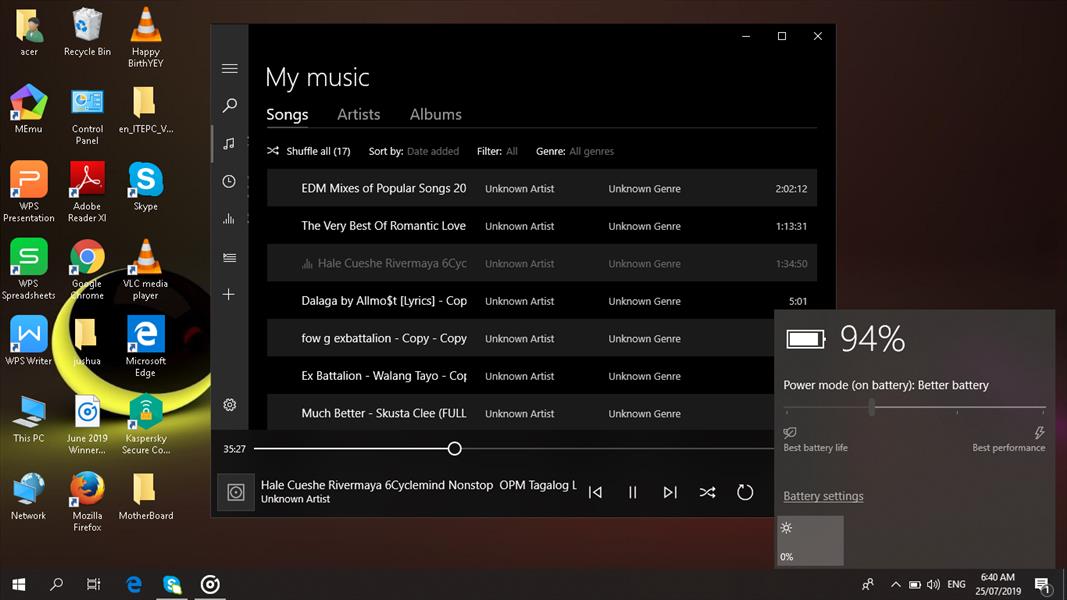 acer
Recycle Bin
Happy
BirthYEY
MEmu
Control
Panel
en_ITEPC_V...
WPS
Presentation
Adobe
Reader XI
Skype
WPS
Spreadsheets
Google
Chrome
VLC media
player
WPS Writer
jushua
Microsoft
Edge
This PC
June 2019
Winner...
Kaspersky
Secure Co...
Network
Mozilla
Firefox
MotherBoard
My music
Songs Artists Albums
Shuffle all (17) Sort by: Date added Filter: All Genre: All genres
EDM Mixes of Popular Songs 20 Unknown Artist Unknown Genre 2:02:12
The Very Best Of Romantic Love Unknown Artist Unknown Genre 1:13:31
Hale Cueshe Rivermaya 6Cyc Unknown Artist Unknown Genre 1:34:50
Dalaga by Allmo$t [Lyrics] - Cop Unknown Artist Unknown Genre 5:01
fow g exbattalion - Copy - Copy Unknown Artist Unknown Genre
Ex Battalion - Walang Tayo - Cop Unknown Artist Unknown Genre
Much Better - Skusta Clee (FULL Unknown Artist Unknown Genre
35:27
Hale Cueshe Rivermaya 6Cyclemind Nonstop OPM Tagalog L
Unknown Artist
94%
Power mode (on battery): Better battery
Best battery life Best performance
Battery settings
0%
ENG
6:40 AM
25/07/2019
1